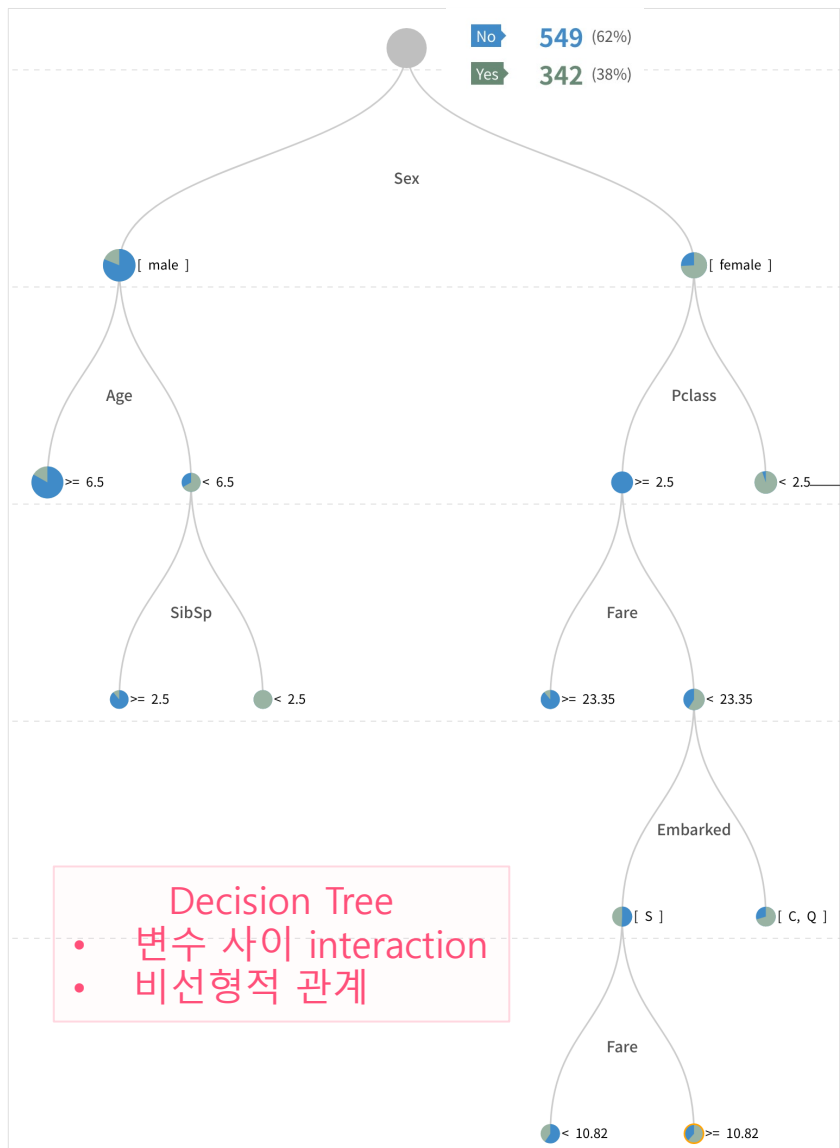 No 549 (62%)
Yes 342 (38%)
Sex
[ male ]
[ female ]
Age
Pclass
>= 6.5
< 6.5
>= 2.5
< 2.5
SibSp
Fare
>= 2.5
< 2.5
>= 23.35
< 23.35
Embarked
[ S ]
[ C, Q ]
Decision Tree
• 변수 사이 interaction
• 비선형적 관계
Fare
< 10.82
>= 10.82